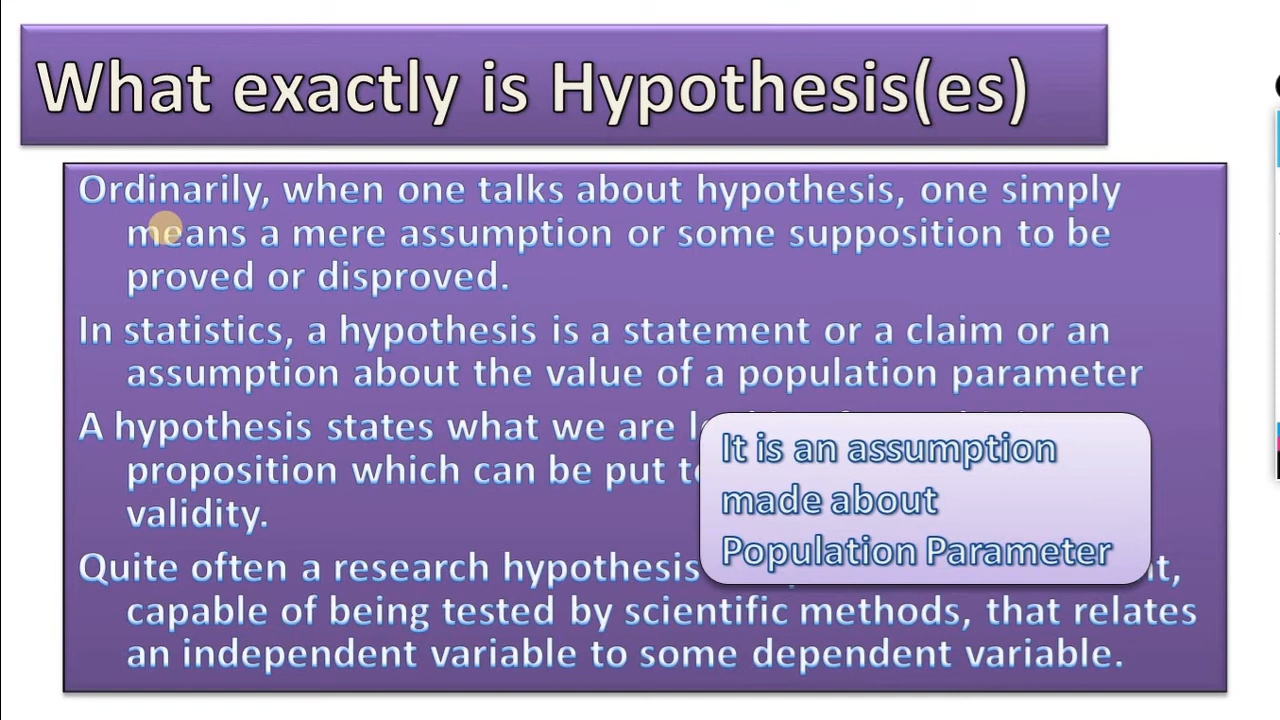 What exactly is Hypothesis(es)
Ordinarily, when one talks about hypothesis, one simply
means a mere assumption or some supposition to be
proved or disproved.
In statistics, a hypothesis is a statement or a claim or an
assumption about the value of a population parameter
A hypothesis states what we are
proposition which can be put
validity.
Quite often a research hypothesis
capable of being tested by scientific methods, that relates
an independent variable to some dependent variable.
It is an assumption
made about
Population Parameter